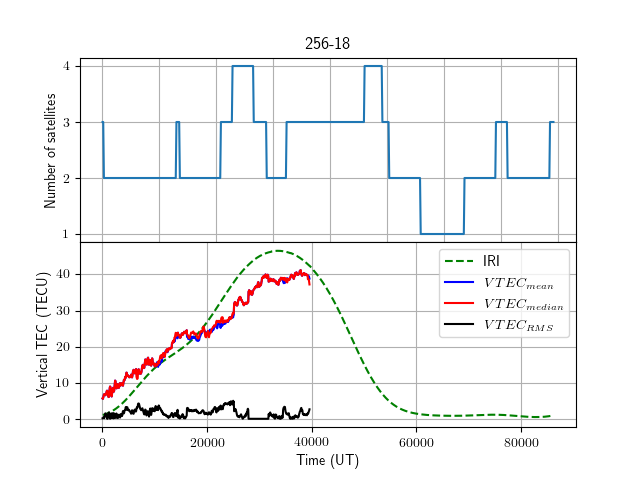 256-18
Number of satellites
4
3
2
1
Vertical TEC (TECU)
40
30
20
10
0
IRI
VTEC_mean
VTEC_median
VTEC_RMS
0 20000 40000 60000 80000
Time (UT)